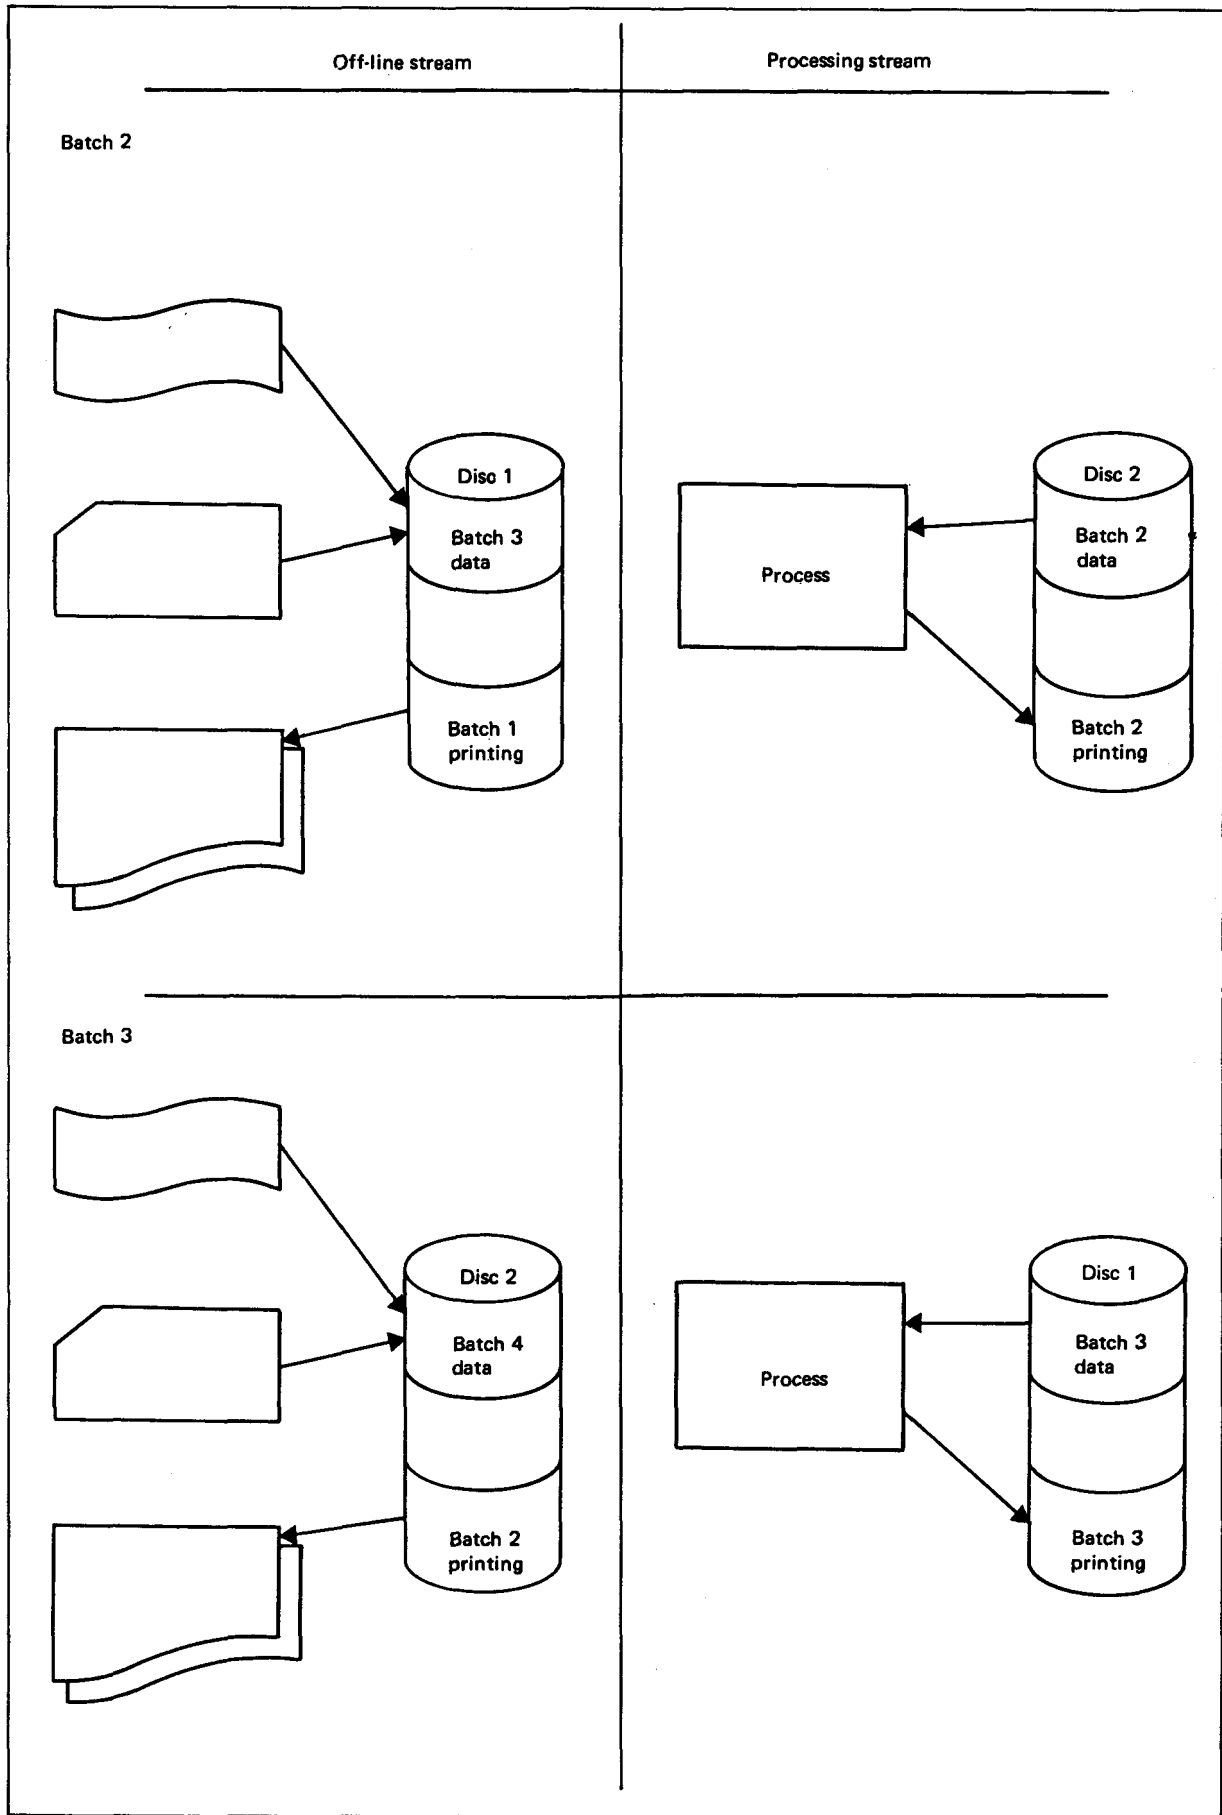 Off-line stream
Processing stream
Batch 2
Disc 1
Batch 3
data
Batch 1
printing
Process
Disc 2
Batch 2
data
Batch 2
printing
Batch 3
Disc 2
Batch 4
data
Batch 2
printing
Process
Disc 1
Batch 3
data
Batch 3
printing